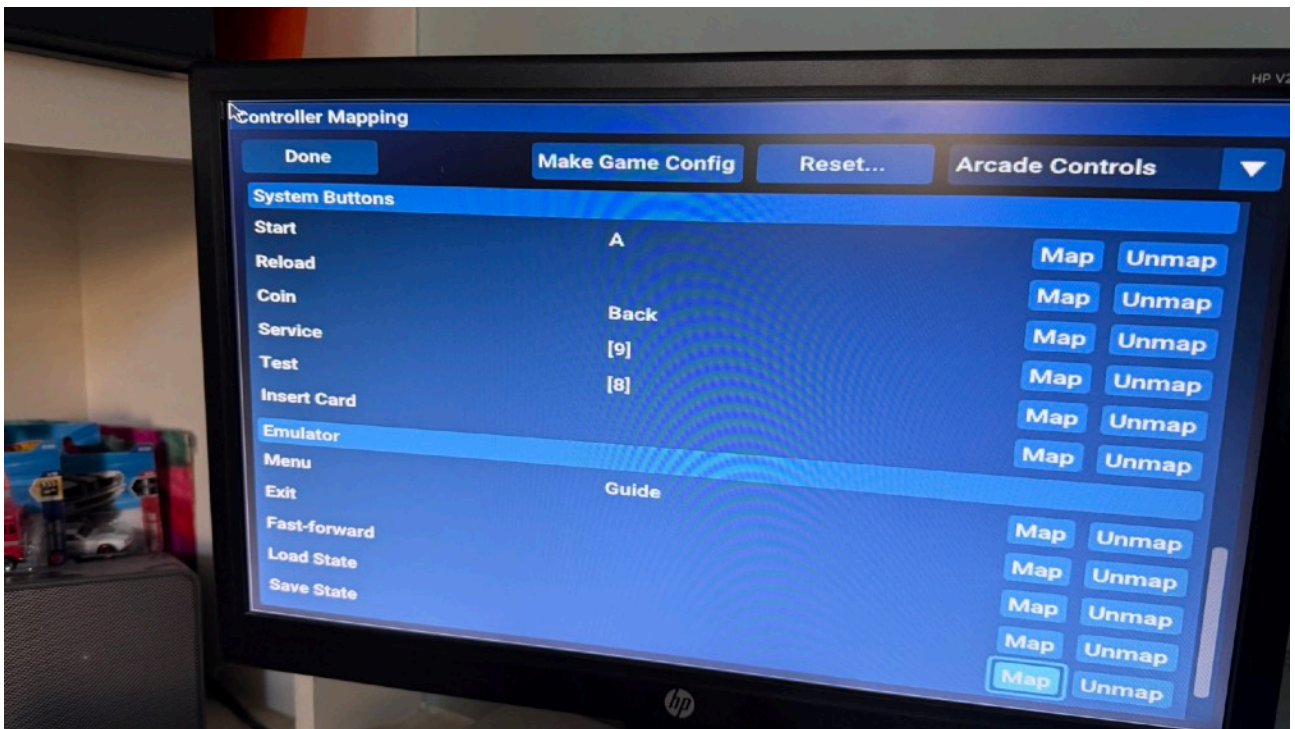 HP V2
Controller Mapping
Done Make Game Config Reset... Arcade Controls
System Buttons
Start A Map Unmap
Reload Map Unmap
Coin Back Map Unmap
Service [9] Map Unmap
Test [8] Map Unmap
Insert Card Map Unmap
Emulator
Menu Guide Map Unmap
Exit Map Unmap
Fast-forward Map Unmap
Load State Map Unmap
Save State Map Unmap
hp